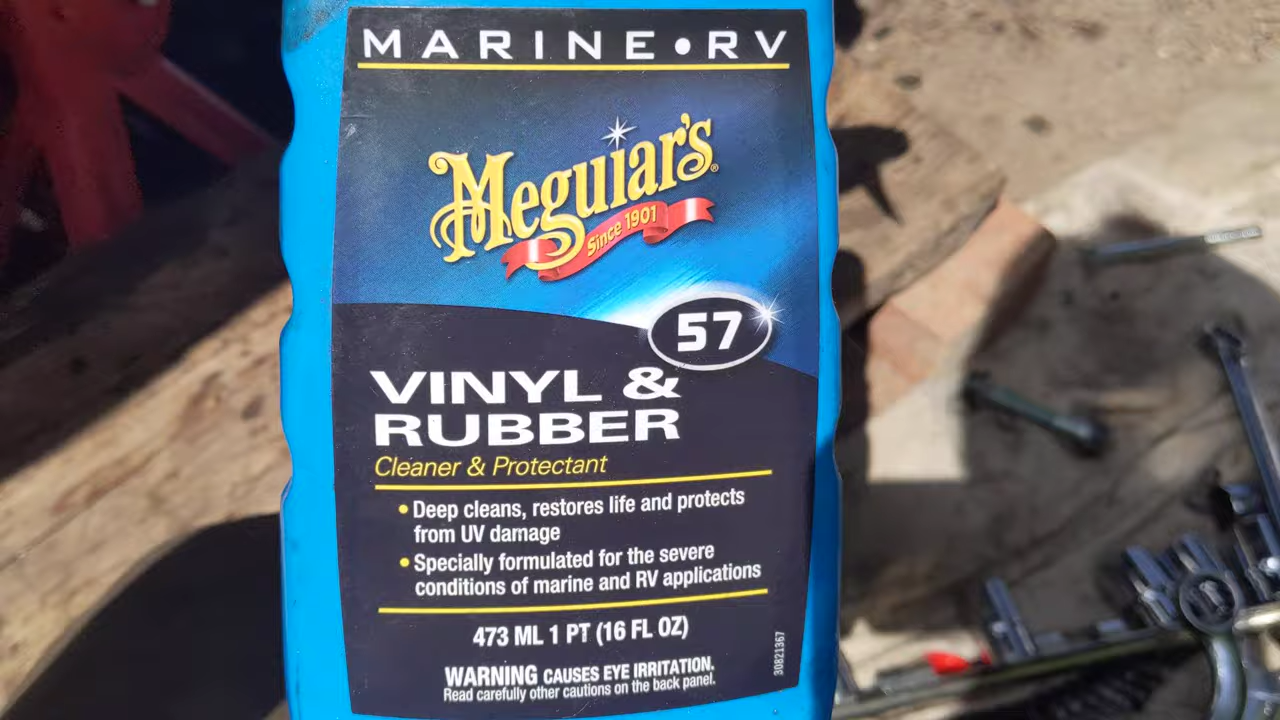 MARINE•RV
Meguiar's®
Since 1901
57
VINYL &
RUBBER
Cleaner & Protectant
• Deep cleans, restores life and protects
from UV damage
• Specially formulated for the severe
conditions of marine and RV applications
473 ML 1 PT (16 FL OZ)
WARNING CAUSES EYE IRRITATION.
Read carefully other cautions on the back panel.
30821367